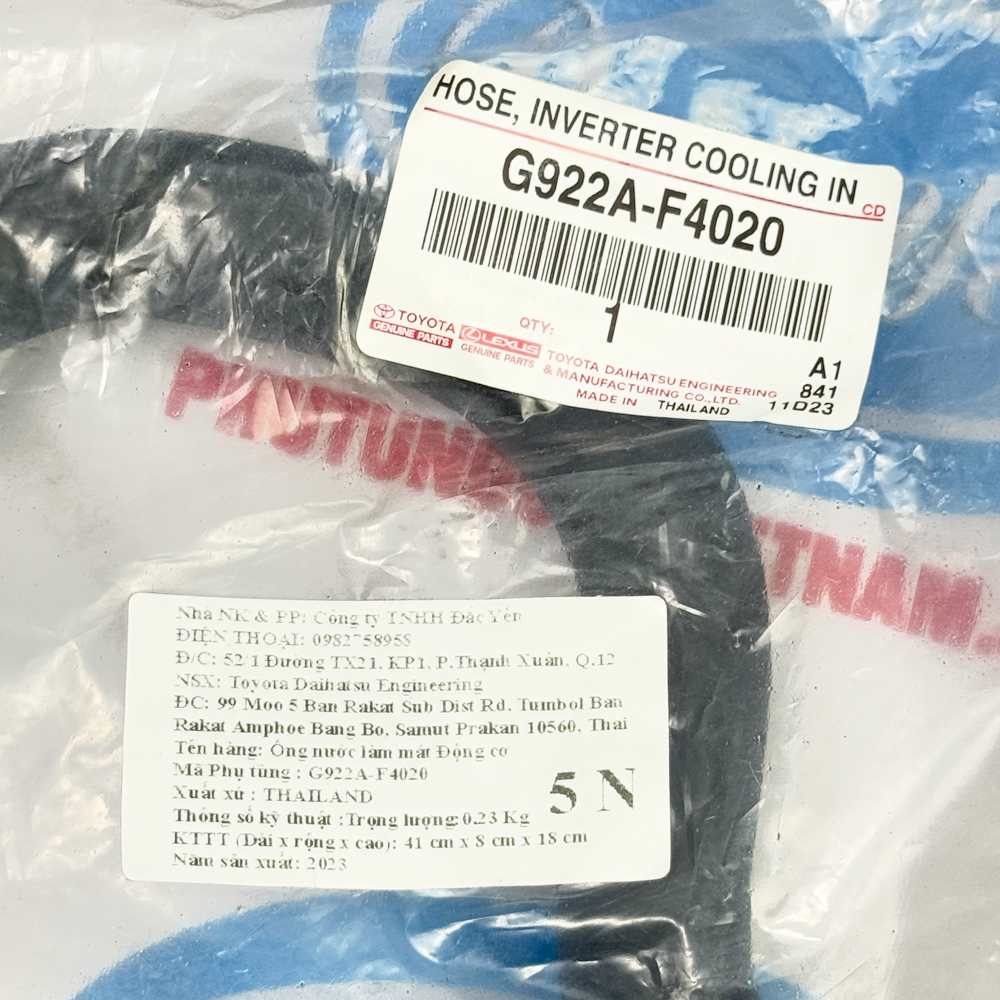 HOSE, INVERTER COOLING IN
CD
G922A-F4020
TOYOTA
GENUINE PARTS
LEXUS
GENUINE PARTS
QTY:
1
TOYOTA DAIHATSU ENGINEERING
& MANUFACTURING CO.,LTD.
MADE IN THAILAND
A1
841
11D23
Nhà NK & PP: Công ty TNHH Đắc Yến
ĐIỆN THOẠI: 0982758958
Đ/C: 52/1 Đường TX21, KP1, P.Thạnh Xuân, Q.12
NSX: Toyota Daihatsu Engineering
ĐC: 99 Moo 5 Ban Rakat Sub Dist Rd. Tumbol Ban
Rakat Amphoe Bang Bo, Samut Prakan 10560, Thai
Tên hàng: Ống nước làm mát Động cơ
Mã Phụ tùng : G922A-F4020
Xuất xứ : THAILAND
Thông số kỹ thuật :Trọng lượng: 0.23 Kg
KTTT (Dài x rộng x cao): 41 cm x 8 cm x 18 cm
Năm sản xuất: 2023
5 N